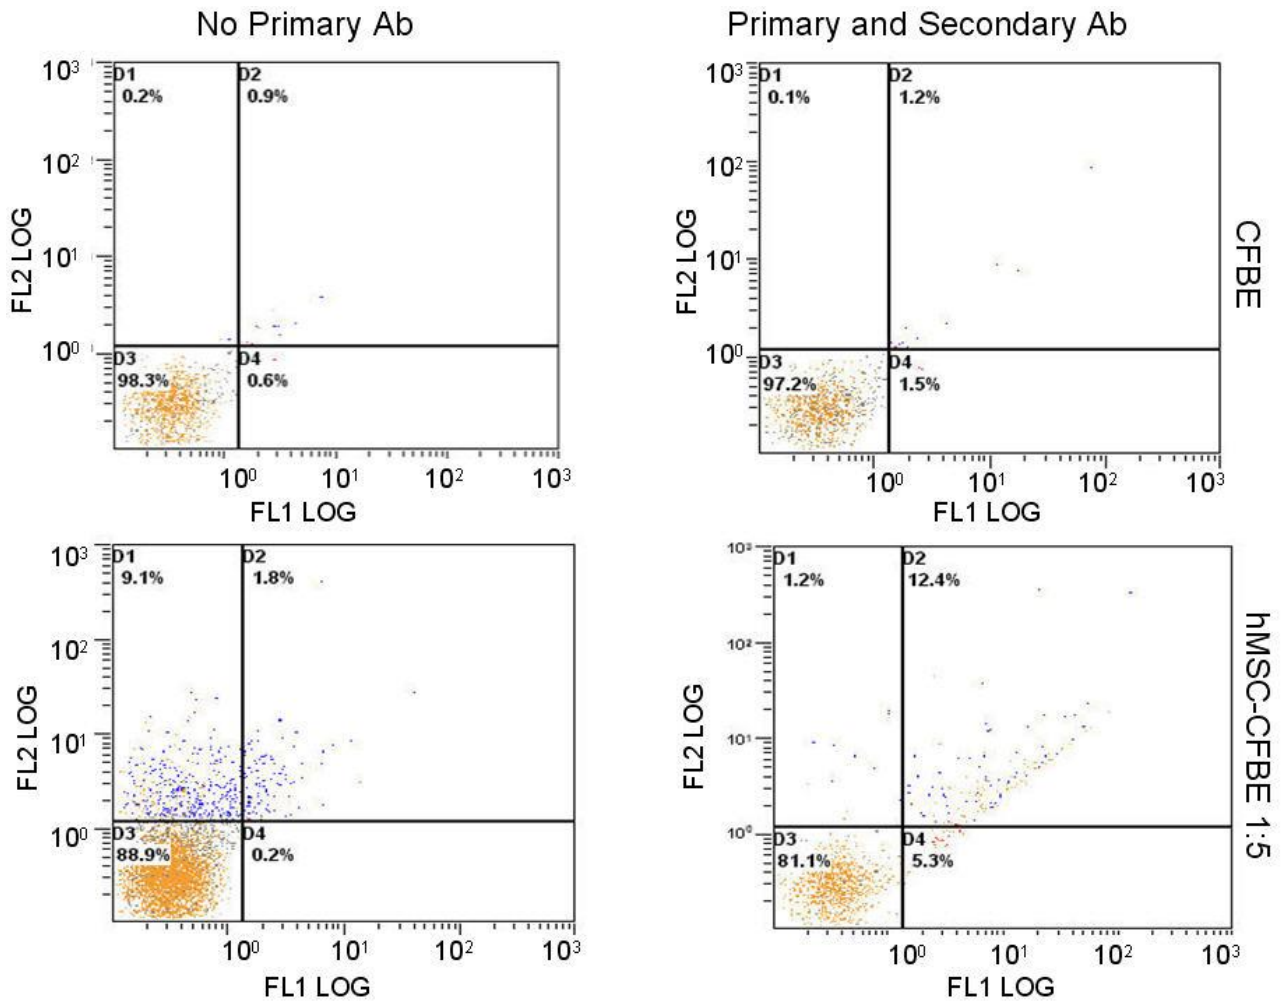 No Primary Ab
Primary and Secondary Ab
10³
D1
0.2%
D2
0.9%
10²
10¹
10⁰
D3
98.3%
D4
0.6%
FL2 LOG
10⁰ 10¹ 10² 10³
FL1 LOG
10³
D1
0.1%
D2
1.2%
10²
10¹
10⁰
D3
97.2%
D4
1.5%
FL2 LOG
10⁰ 10¹ 10² 10³
FL1 LOG
CFBE
10³
D1
9.1%
D2
1.8%
10²
10¹
10⁰
D3
88.9%
D4
0.2%
FL2 LOG
10⁰ 10¹ 10² 10³
FL1 LOG
10³
D1
1.2%
D2
12.4%
10²
10¹
10⁰
D3
81.1%
D4
5.3%
FL2 LOG
10⁰ 10¹ 10² 10³
FL1 LOG
hMSC-CFBE 1:5